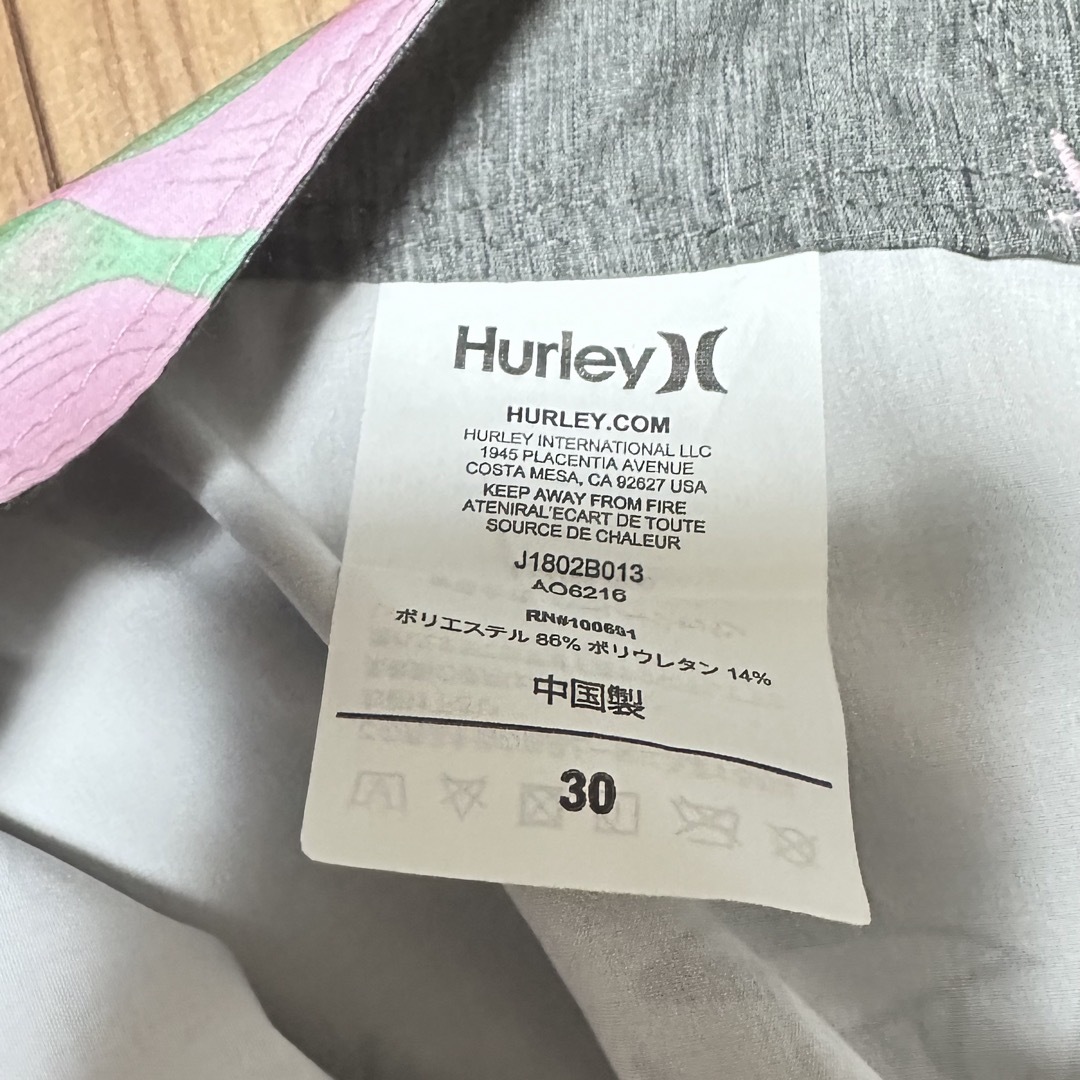 Hurley
HURLEY.COM
HURLEY INTERNATIONAL LLC
1945 PLACENTIA AVENUE
COSTA MESA, CA 92627 USA
KEEP AWAY FROM FIRE
ATENIRAL'ECART DE TOUTE
SOURCE DE CHALEUR
J1802B013
AO6216
RN#100691
ポリエステル 86% ポリウレタン 14%
中国製
30